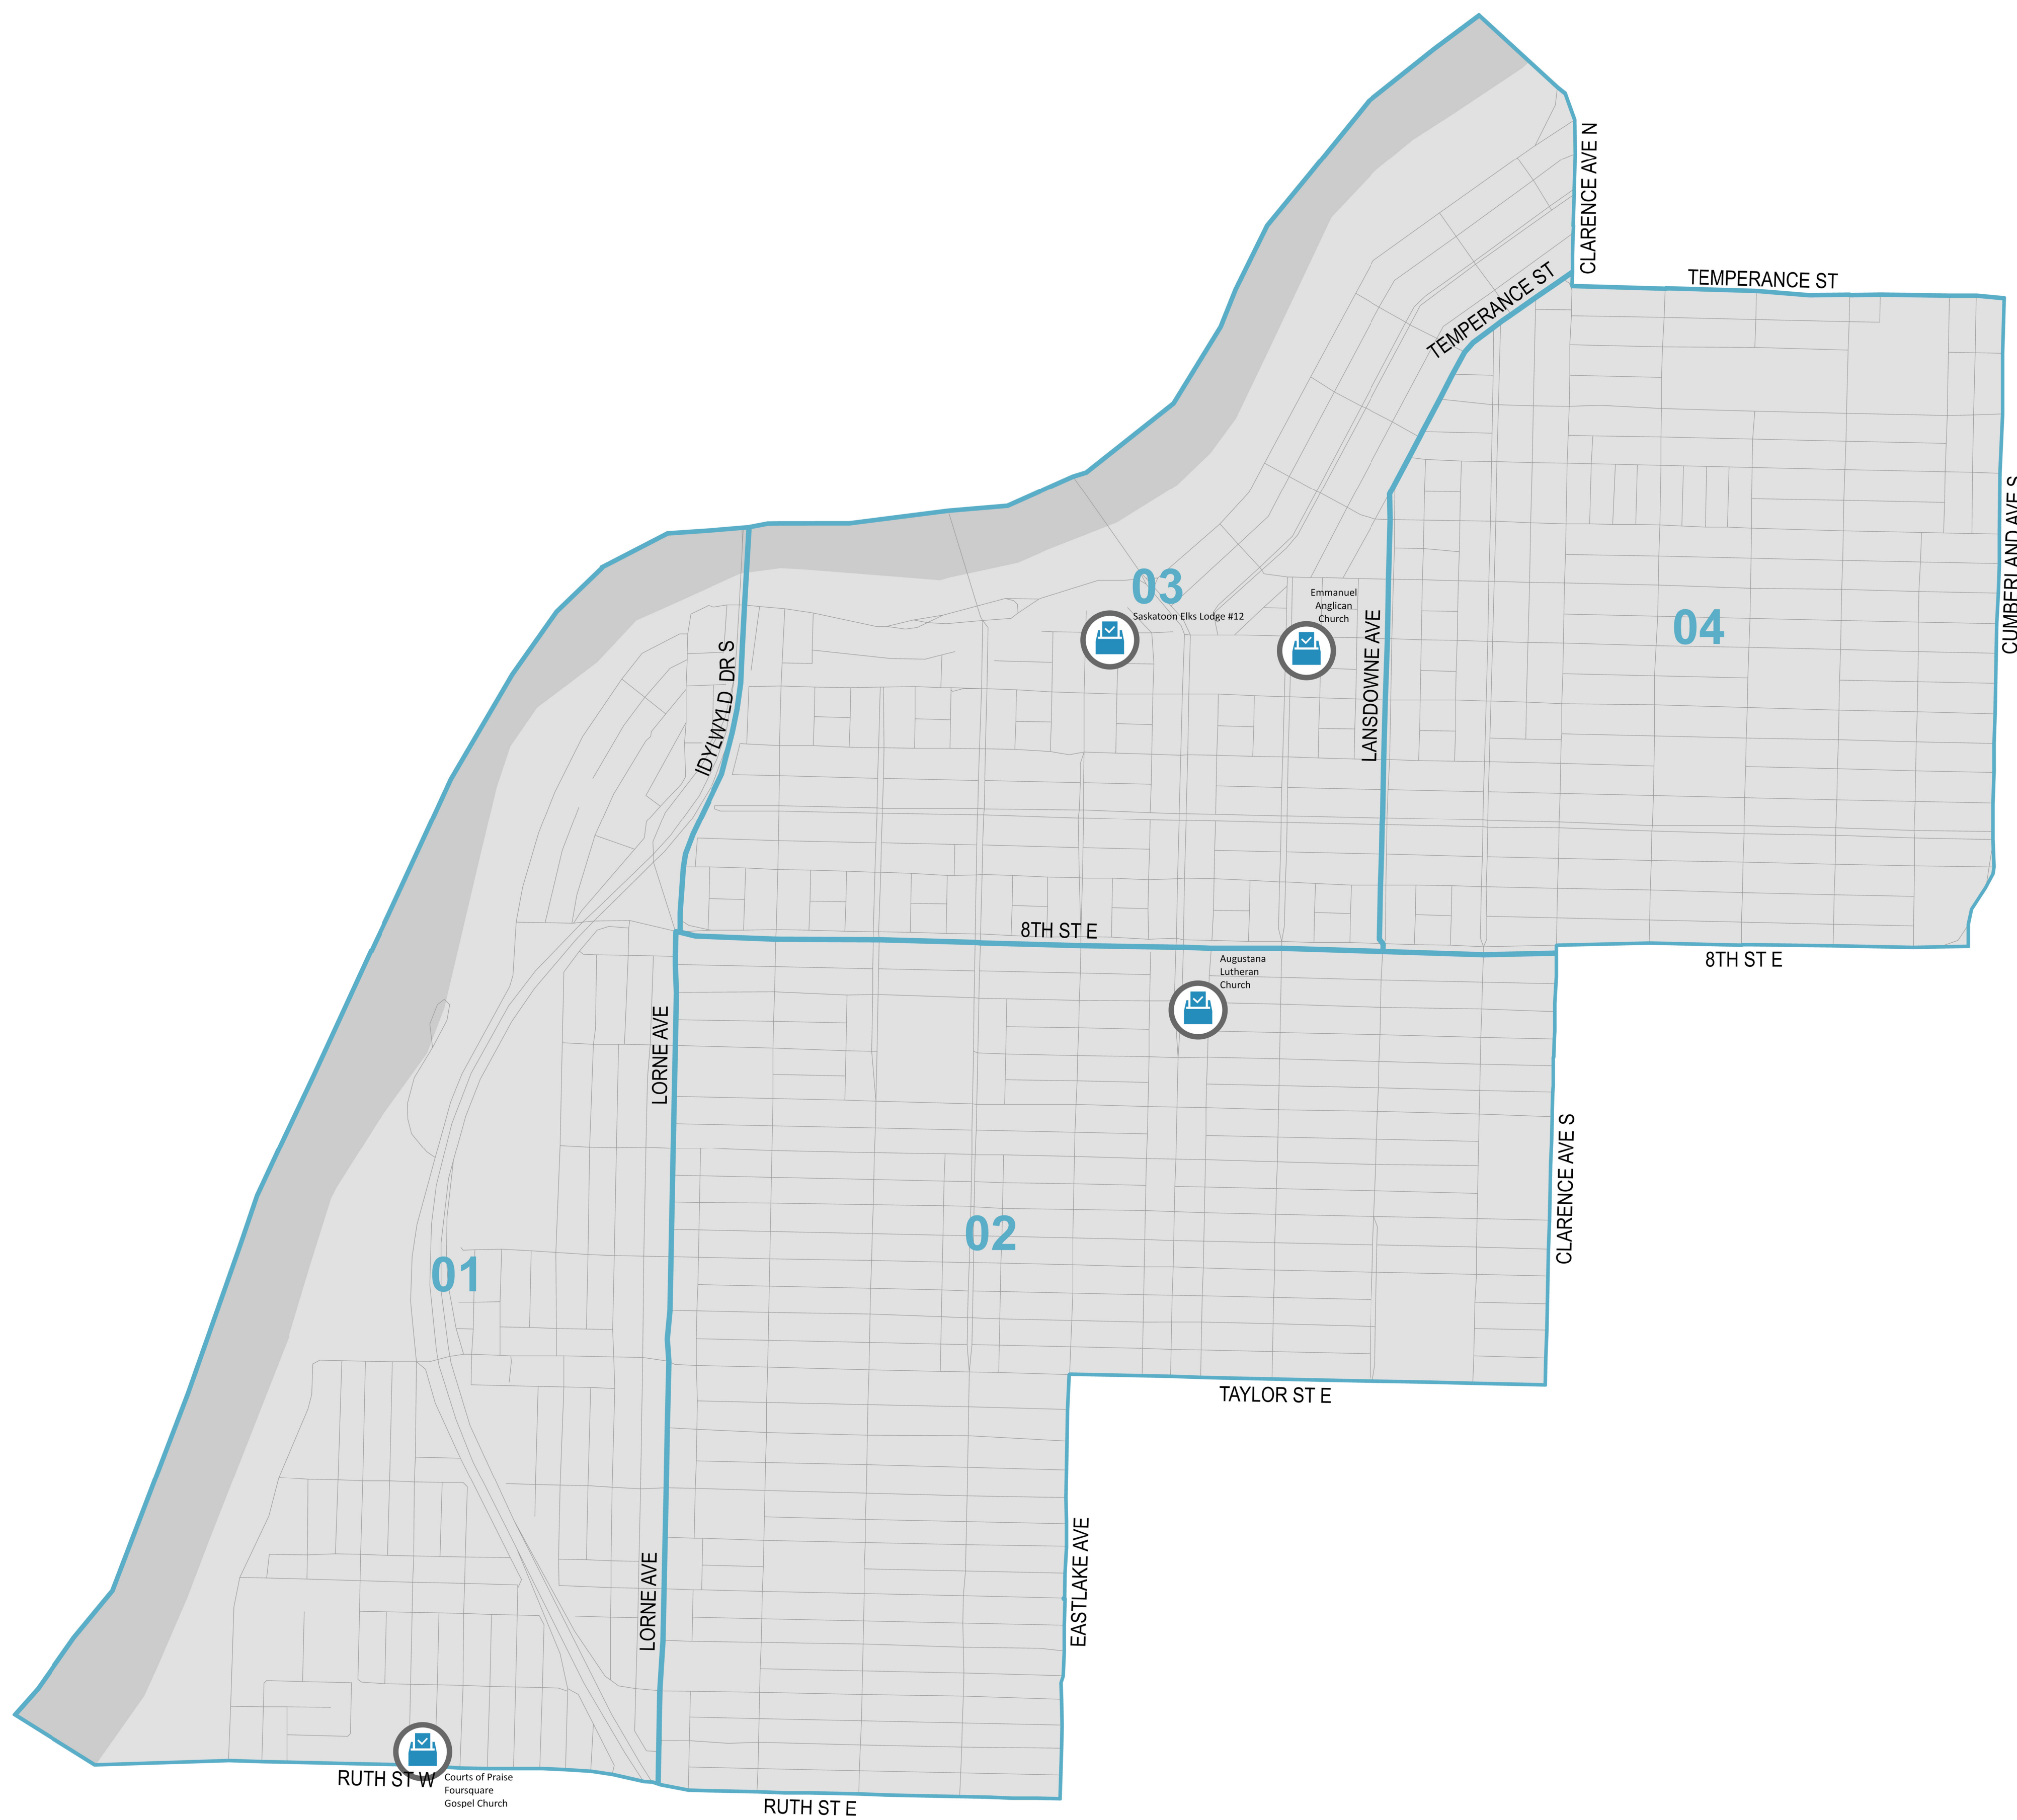 CLARENCE AVE N
TEMPERANCE ST
TEMPERANCE ST
CUMBERLAND AVE S
03
Saskatoon Elks Lodge #12
Emmanuel
Anglican
Church
04
LANSDOWNE AVE
IDYLWYLD DR S
8TH ST E
8TH ST E
Augustana
Lutheran
Church
LORNE AVE
CLARENCE AVE S
02
01
TAYLOR ST E
EASTLAKE AVE
LORNE AVE
RUTH ST W
Courts of Praise
Foursquare
Gospel Church
RUTH ST E